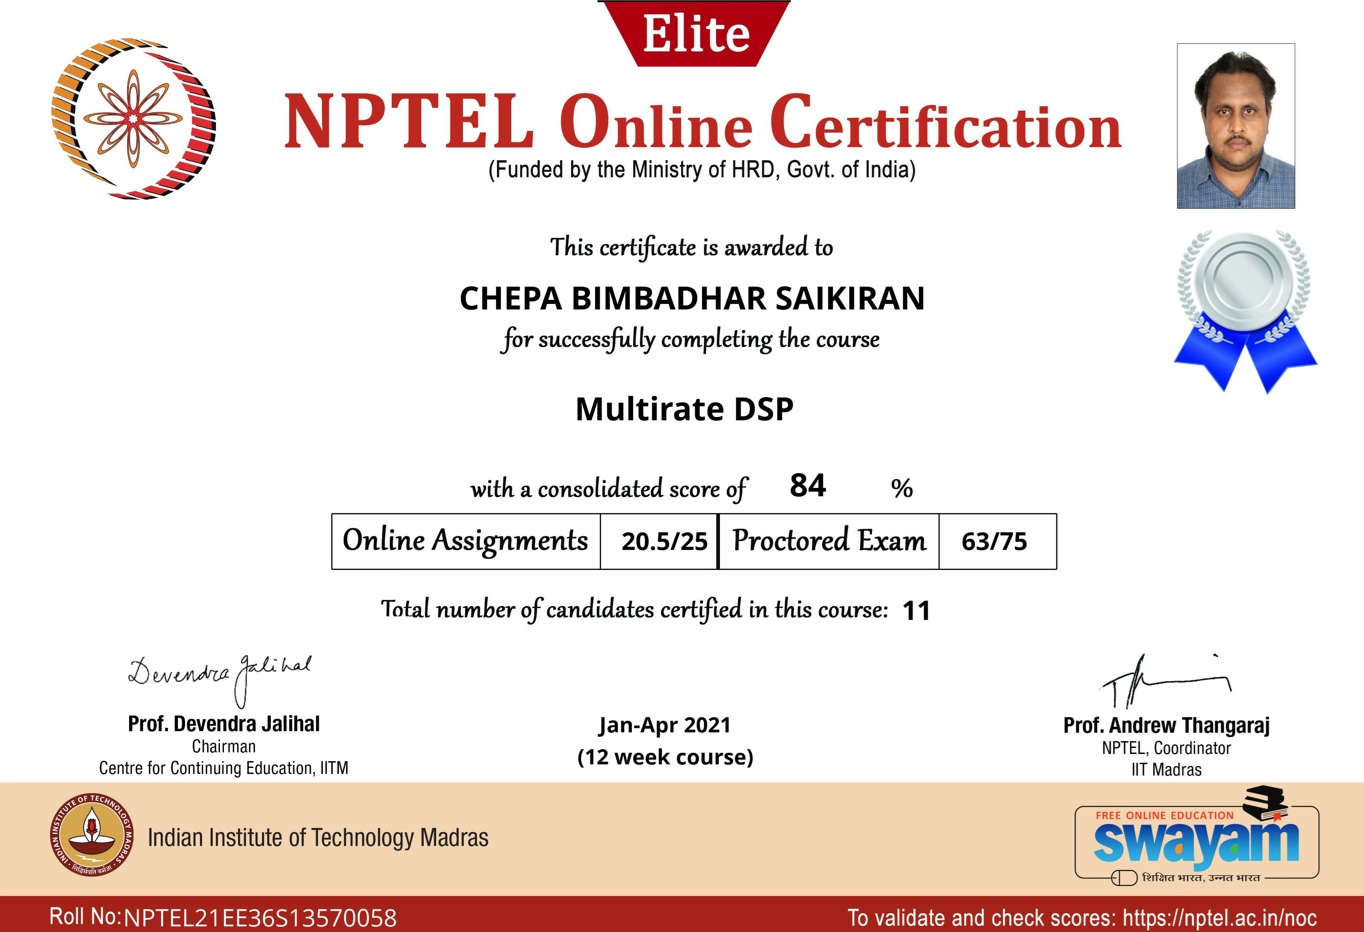 Elite
NPTEL Online Certification
(Funded by the Ministry of HRD, Govt. of India)
This certificate is awarded to
CHEPA BIMBADHAR SAIKIRAN
for successfully completing the course
Multirate DSP
with a consolidated score of 84 %
Online Assignments 20.5/25 Proctored Exam 63/75
Total number of candidates certified in this course: 11
Devendra Jalihal
Prof. Devendra Jalihal
Chairman
Centre for Continuing Education, IITM
Jan-Apr 2021
(12 week course)
Prof. Andrew Thangaraj
NPTEL, Coordinator
IIT Madras
INDIAN INSTITUTE OF TECHNOLOGY MADRAS
सिद्धिर्भवति कर्मजा
Indian Institute of Technology Madras
FREE ONLINE EDUCATION
swayam
शिक्षित भारत, उन्नत भारत
Roll No:NPTEL21EE36S13570058
To validate and check scores: https://nptel.ac.in/noc